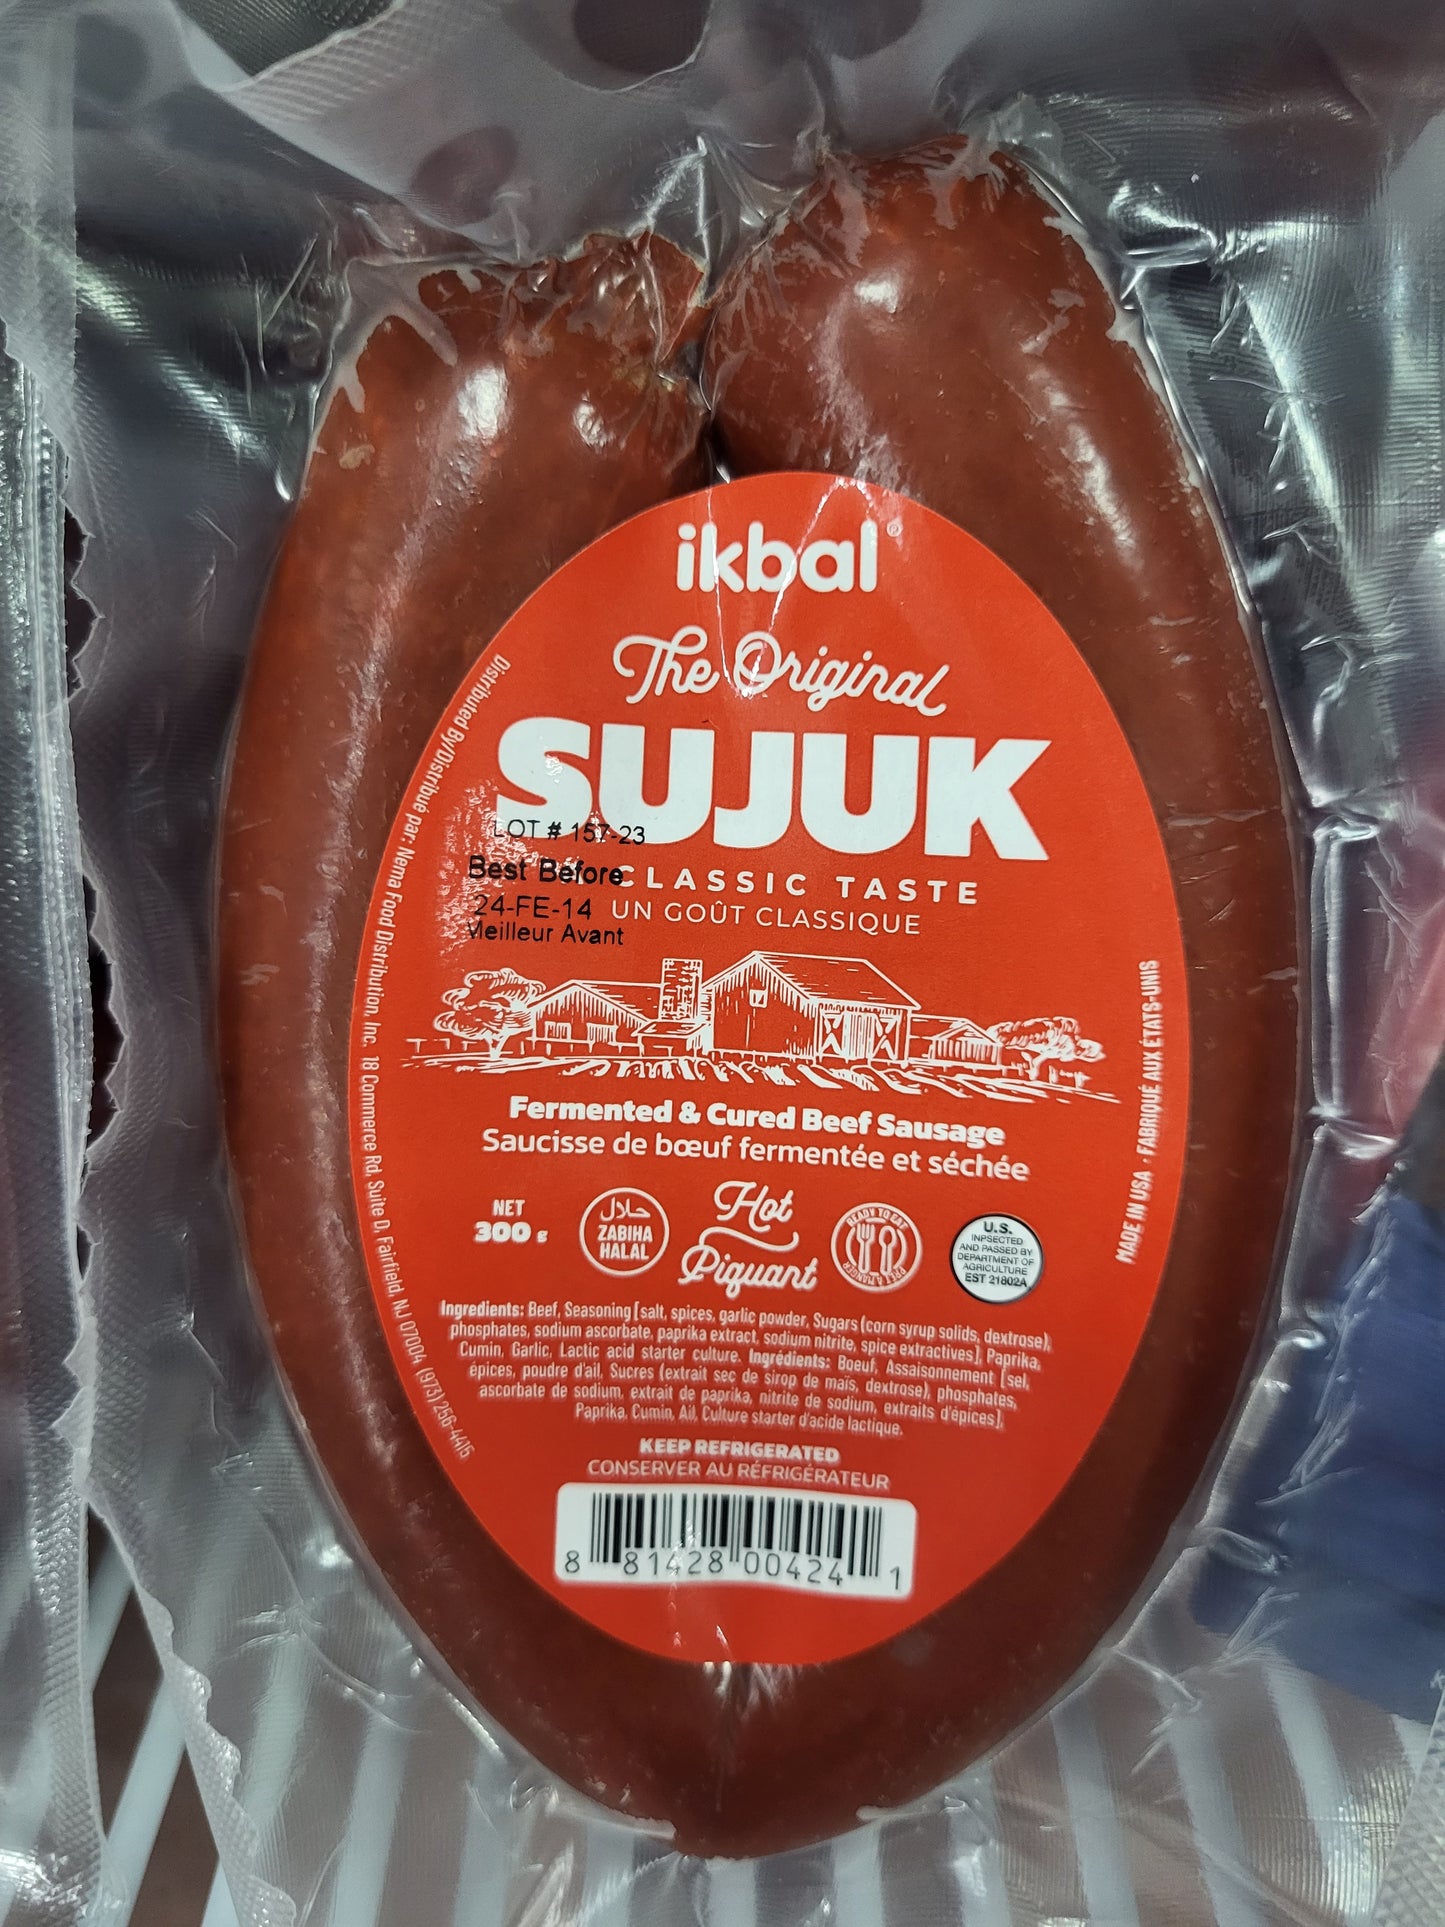 ikbal®
The Original
SUJUK
LOT # 157-23
Best Before
CLASSIC TASTE
24-FE-14
UN GOÛT CLASSIQUE
Meilleur Avant
Distributed By/Distribué par: Nema Food Distribution, Inc. 18 Commerce Rd, Suite D, Fairfield, NJ 07004 (973) 256-4415
MADE IN USA • FABRIQUÉ AUX ÉTATS-UNIS
Fermented & Cured Beef Sausage
Saucisse de bœuf fermentée et séchée
NET
300 g
حلال
ZABIHA
HALAL
Hot
Piquant
READY TO EAT
PRÊT À MANGER
U.S.
INPSECTED
AND PASSED BY
DEPARTMENT OF
AGRICULTURE
EST 21802A
Ingredients: Beef, Seasoning [salt, spices, garlic powder, Sugars (corn syrup solids, dextrose),
phosphates, sodium ascorbate, paprika extract, sodium nitrite, spice extractives], Paprika,
Cumin, Garlic, Lactic acid starter culture. Ingrédients: Boeuf, Assaisonnement [sel,
épices, poudre d'ail, Sucres (extrait sec de sirop de maïs, dextrose), phosphates,
ascorbate de sodium, extrait de paprika, nitrite de sodium, extraits d'épices],
Paprika, Cumin, Ail, Culture starter d'acide lactique.
KEEP REFRIGERATED
CONSERVER AU RÉFRIGÉRATEUR
8 81428 00424 1